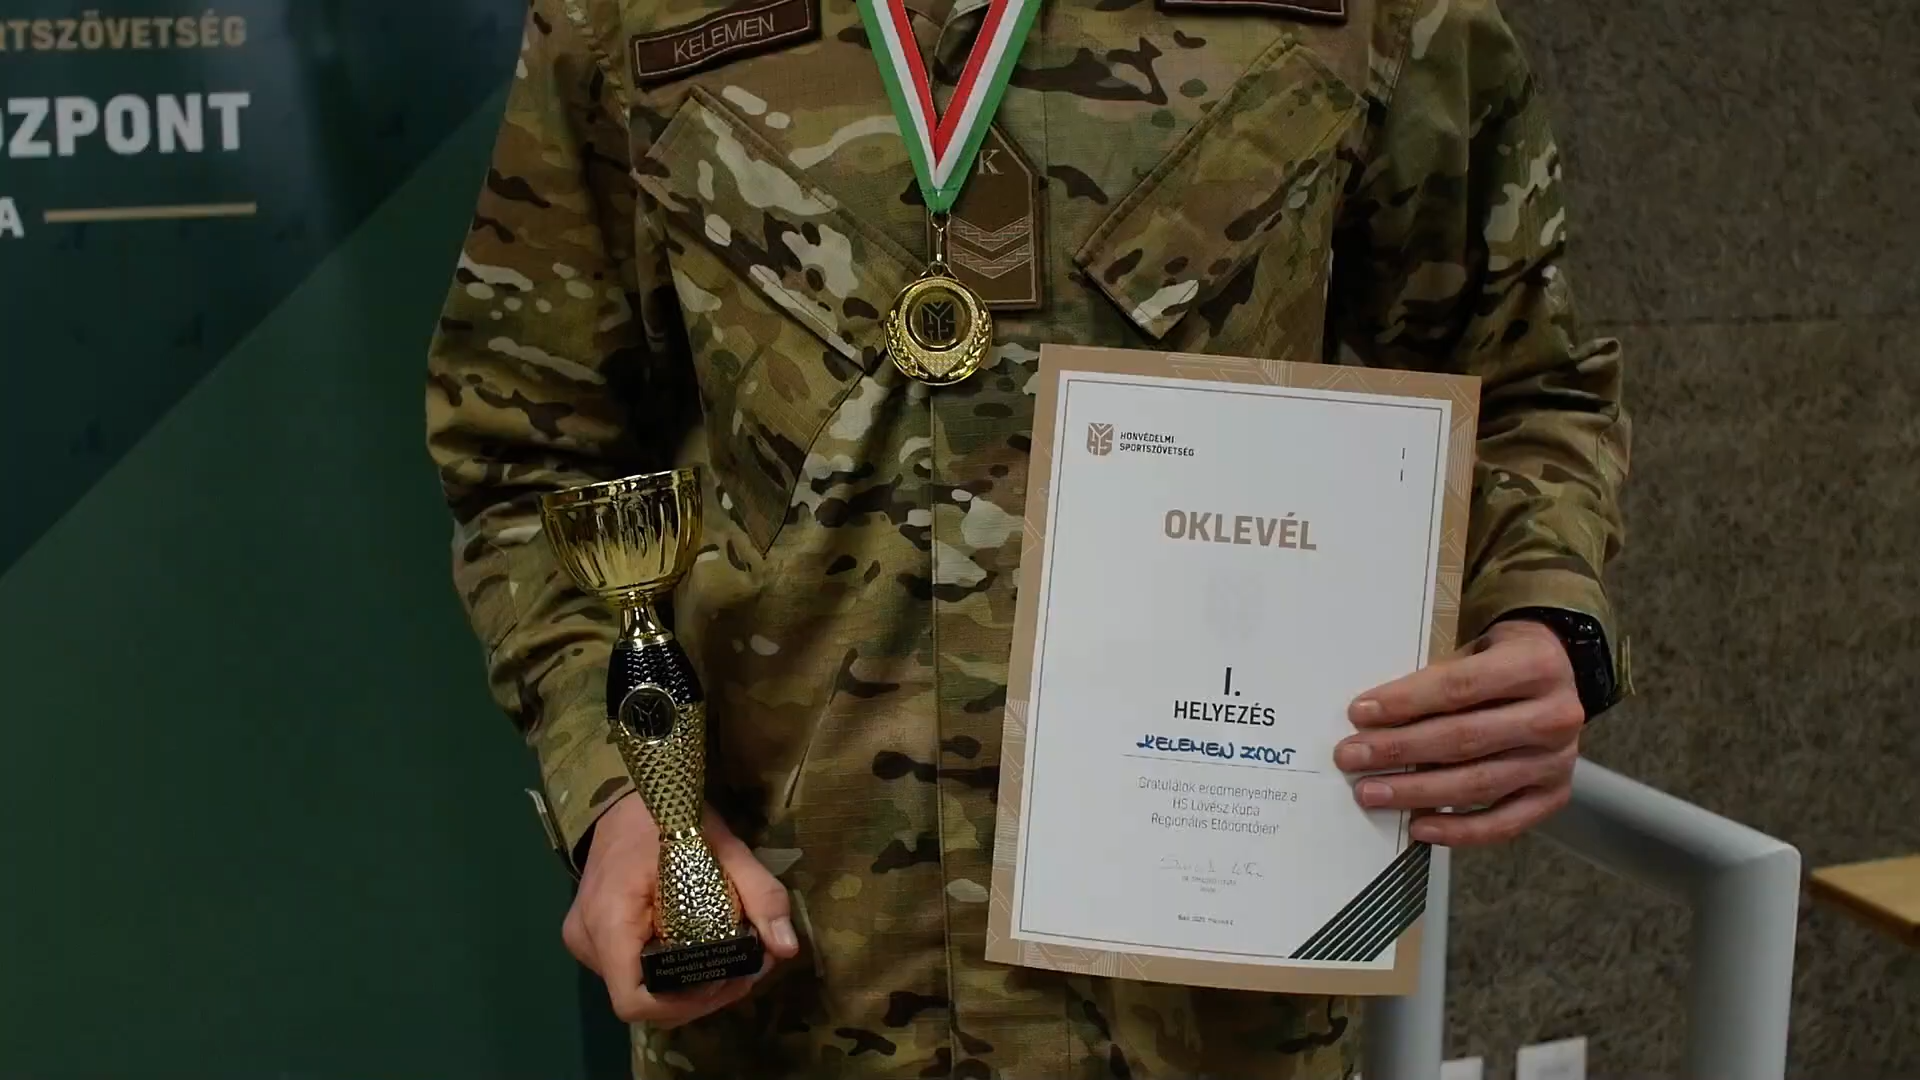 RTSZÖVETSÉG
ÖZPONT
A
KELEMEN
K
HONVÉDELMI
SPORTSZÖVETSÉG
OKLEVÉL
I.
HELYEZÉS
KELEMEN ZSOLT
Gratulálok eredményedhez a
HS Lövész Kupa
Regionális Elődöntőjén!
HS Lövész Kupa
Regionális elődöntő
2022/2023